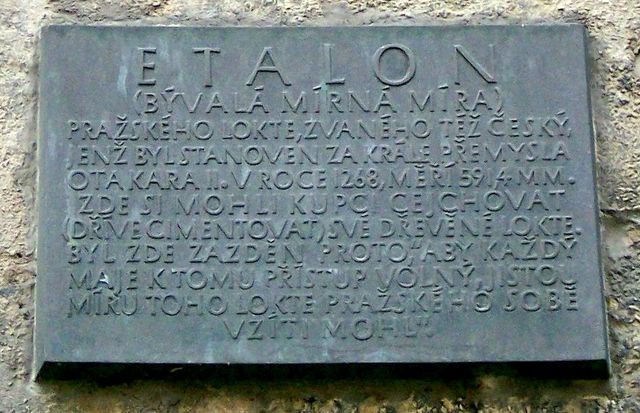 ETALON
(BÝVALÁ MÍRNÁ MÍRA)
PRAŽSKÉHO LOKTE, ZVANÉHO TÉŽ ČESKÝ,
JENŽ BYL STANOVEN ZA KRÁLE PŘEMYSLA
OTAKARA II. V ROCE 1268, MĚŘÍ 591·4 MM.
ZDE SI MOHLI KUPCI CEJCHOVAT
(DŘÍVE CIMENTOVAT) SVÉ DŘEVĚNÉ LOKTE.
BYL ZDE ZAZDĚN PROTO, "ABY KAŽDÝ
MAJE K TOMU PŘÍSTUP VOLNÝ, JISTOU
MÍRU TOHO LOKTE PRAŽSKÉHO SOBĚ
VZÍTI MOHL".